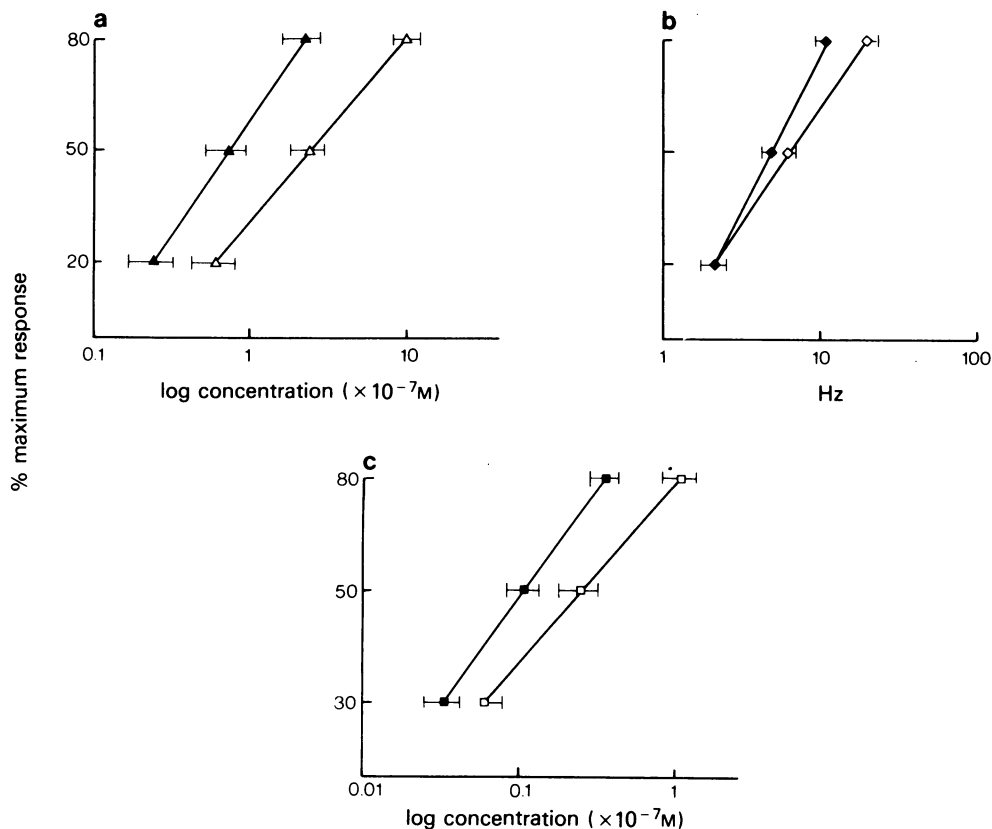 a
80
50
20
0.1
1
10
log concentration (×10⁻⁷M)
b
1
10
100
Hz
% maximum response
c
80
50
30
0.01
0.1
1
log concentration (×10⁻⁷M)